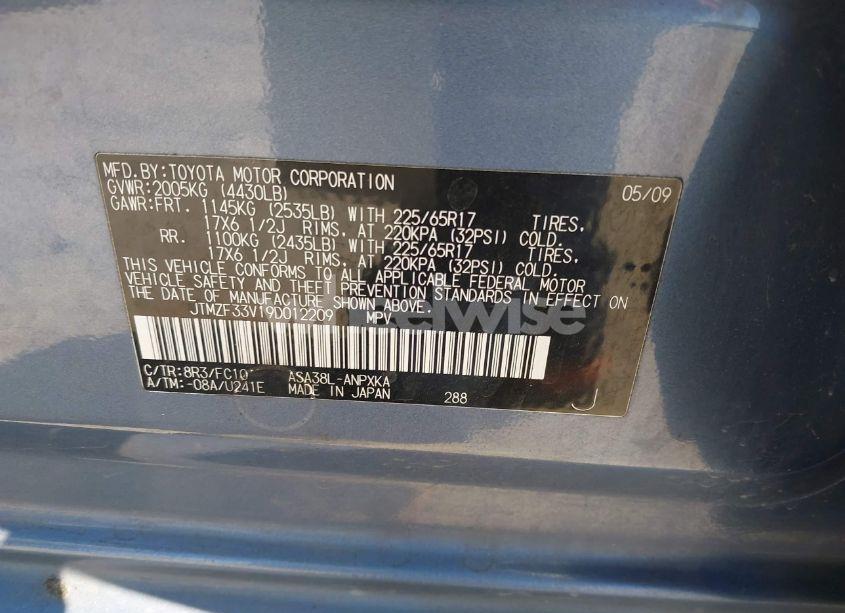 MFD.BY:TOYOTA MOTOR CORPORATION 05/09
GVWR:2005KG (4430LB)
GAWR:FRT. 1145KG (2535LB) WITH 225/65R17 TIRES,
17X6 1/2J RIMS, AT 220KPA (32PSI) COLD.
RR. 1100KG (2435LB) WITH 225/65R17 TIRES,
17X6 1/2J RIMS, AT 220KPA (32PSI) COLD.
THIS VEHICLE CONFORMS TO ALL APPLICABLE FEDERAL MOTOR
VEHICLE SAFETY AND THEFT PREVENTION STANDARDS IN EFFECT ON
THE DATE OF MANUFACTURE SHOWN ABOVE.
JTMZF33V19D012209 MPV
C/TR:8R3/FC10 ASA38L-ANPXKA
A/TM:-08A/U241E MADE IN JAPAN 288 J